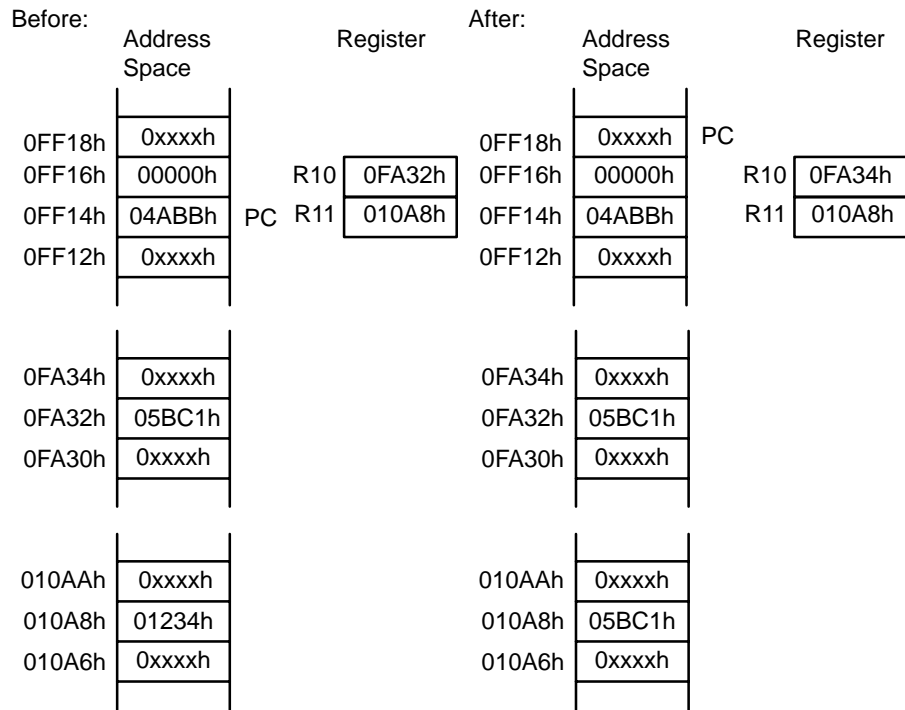 Before: After:
Address Register Address Register
Space Space
0FF18h 0xxxxh 0FF18h 0xxxxh PC
0FF16h 00000h R10 0FA32h 0FF16h 00000h R10 0FA34h
0FF14h 04ABBh PC R11 010A8h 0FF14h 04ABBh R11 010A8h
0FF12h 0xxxxh 0FF12h 0xxxxh
0FA34h 0xxxxh 0FA34h 0xxxxh
0FA32h 05BC1h 0FA32h 05BC1h
0FA30h 0xxxxh 0FA30h 0xxxxh
010AAh 0xxxxh 010AAh 0xxxxh
010A8h 01234h 010A8h 05BC1h
010A6h 0xxxxh 010A6h 0xxxxh